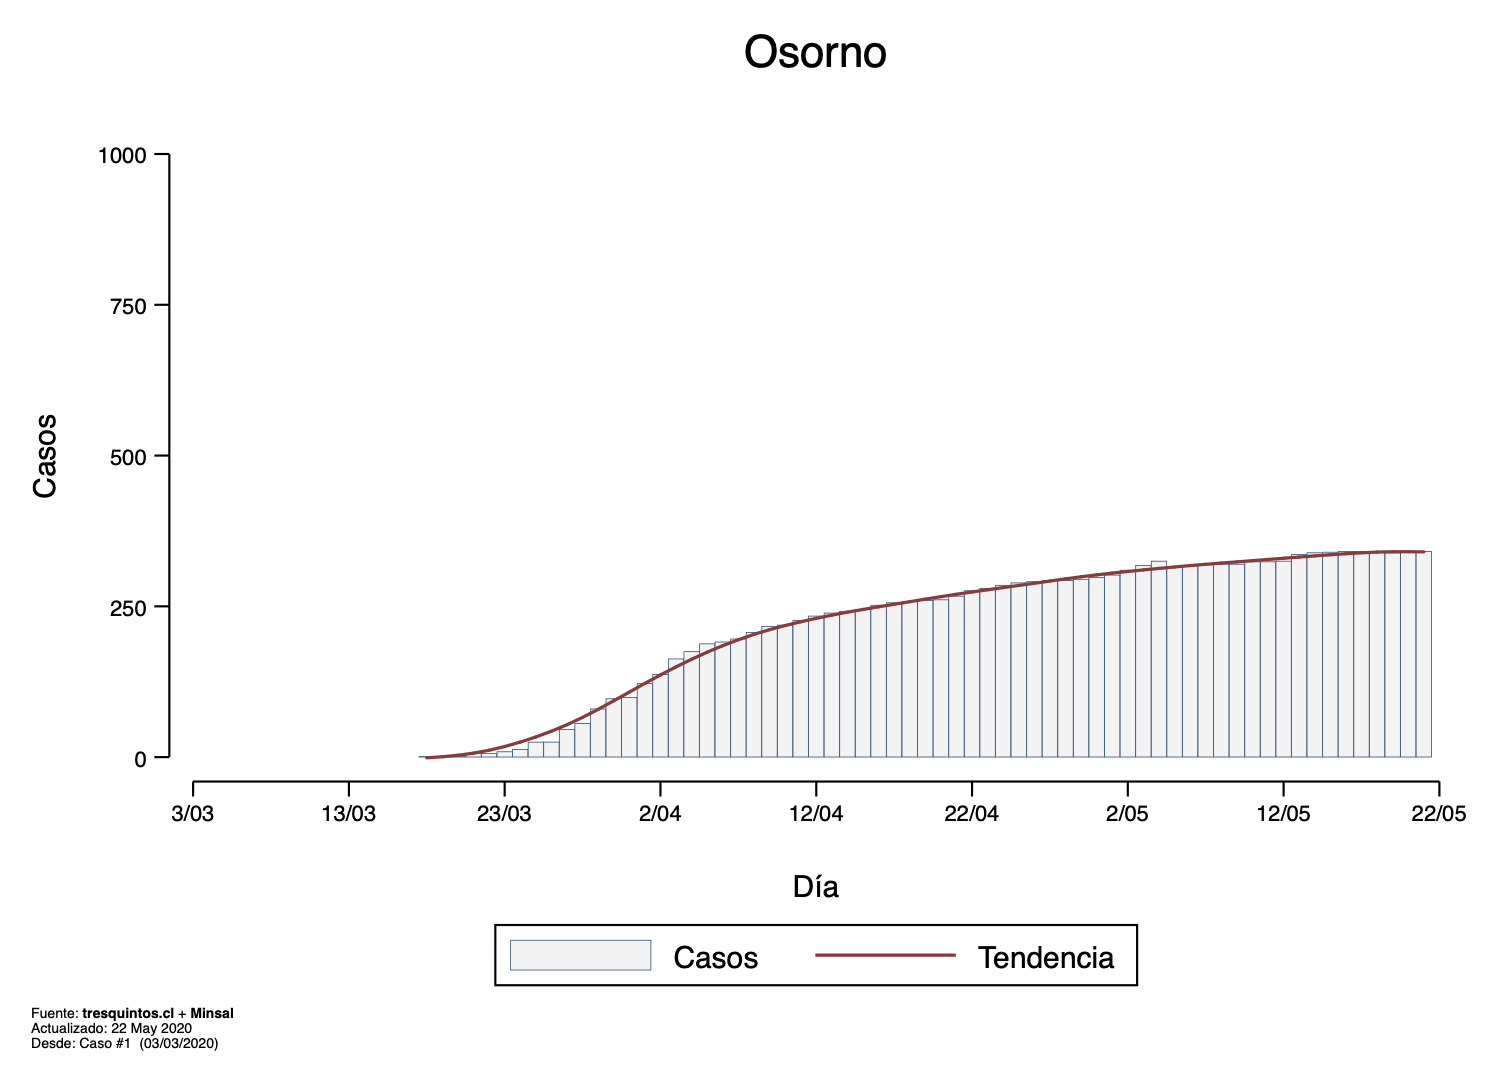 Osorno
1000
750
500
250
0
Casos
3/03 13/03 23/03 2/04 12/04 22/04 2/05 12/05 22/05
Día
Casos Tendencia
Fuente: tresquintos.cl + Minsal
Actualizado: 22 May 2020
Desde: Caso #1 (03/03/2020)